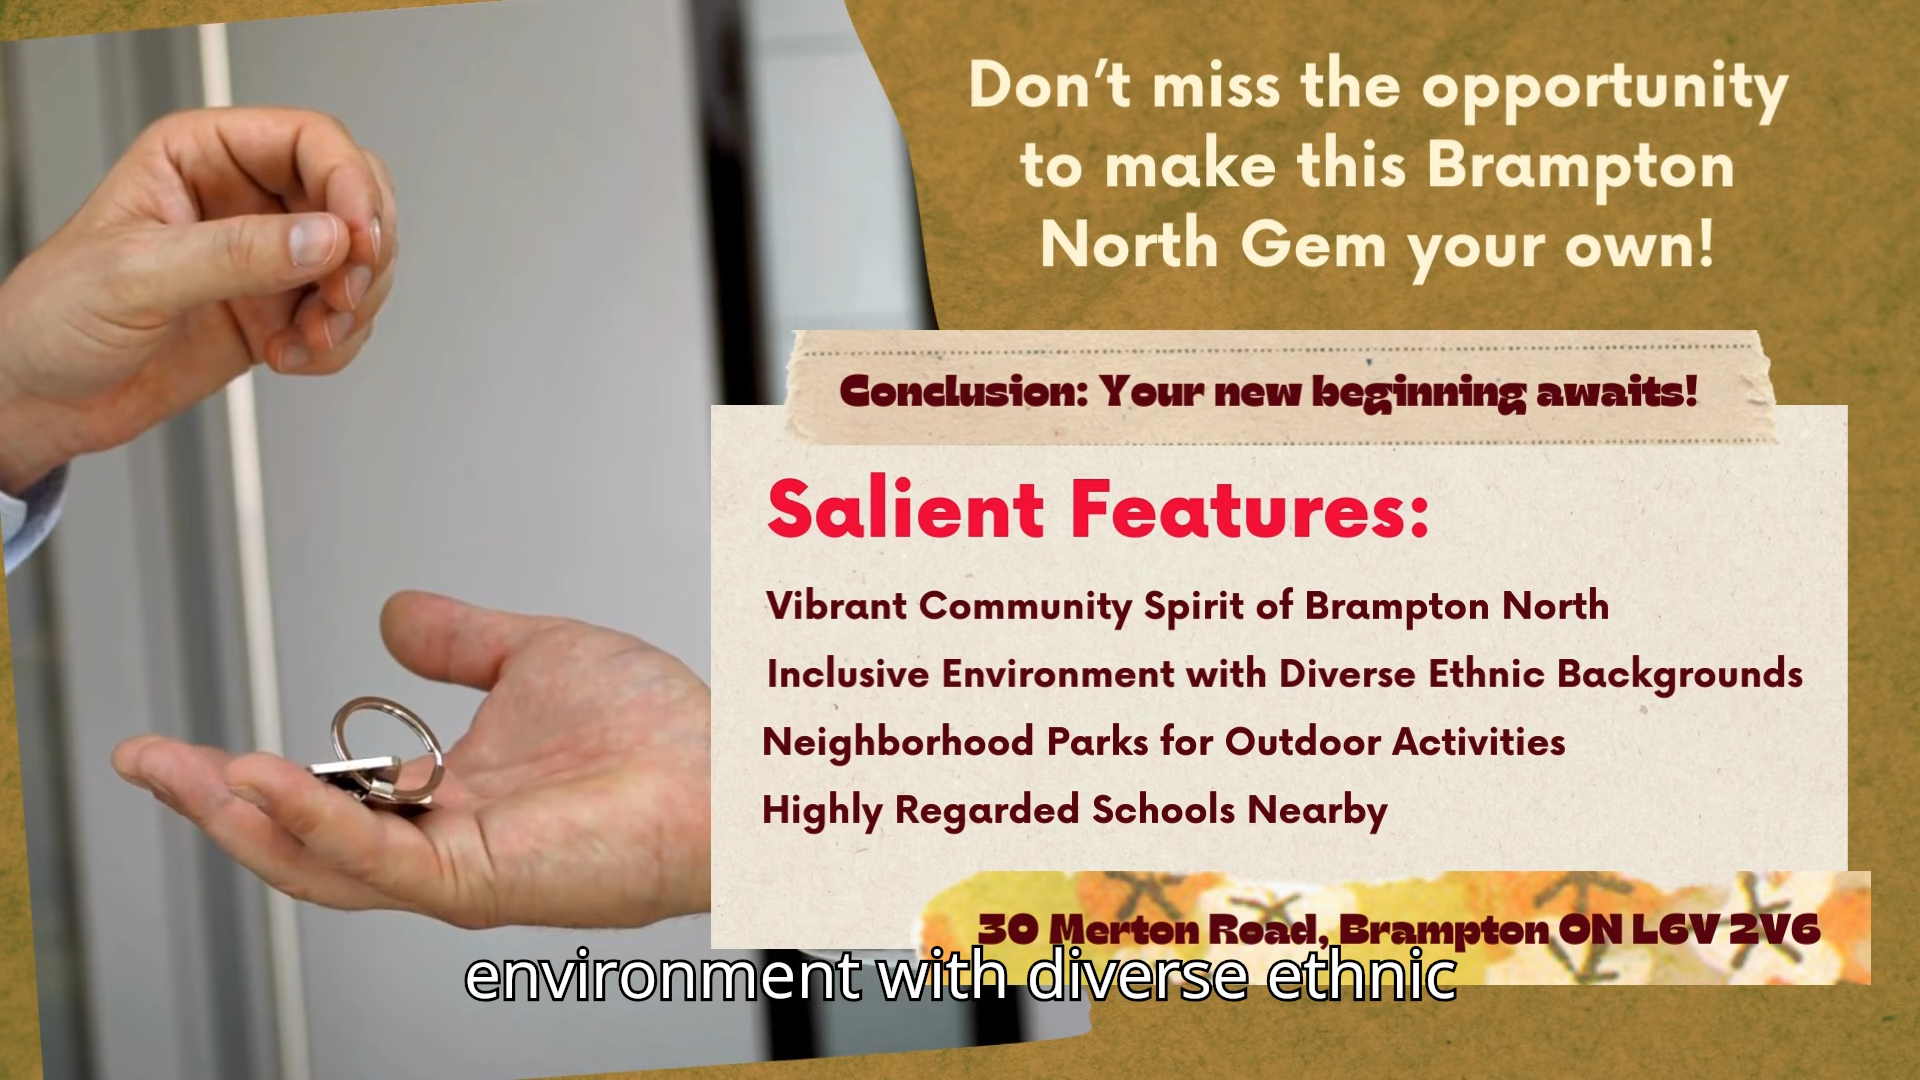 Don’t miss the opportunity
to make this Brampton
North Gem your own!
Conclusion: Your new beginning awaits!
Salient Features:
Vibrant Community Spirit of Brampton North
Inclusive Environment with Diverse Ethnic Backgrounds
Neighborhood Parks for Outdoor Activities
Highly Regarded Schools Nearby
30 Merton Road, Brampton ON L6V 2V6
environment with diverse ethnic